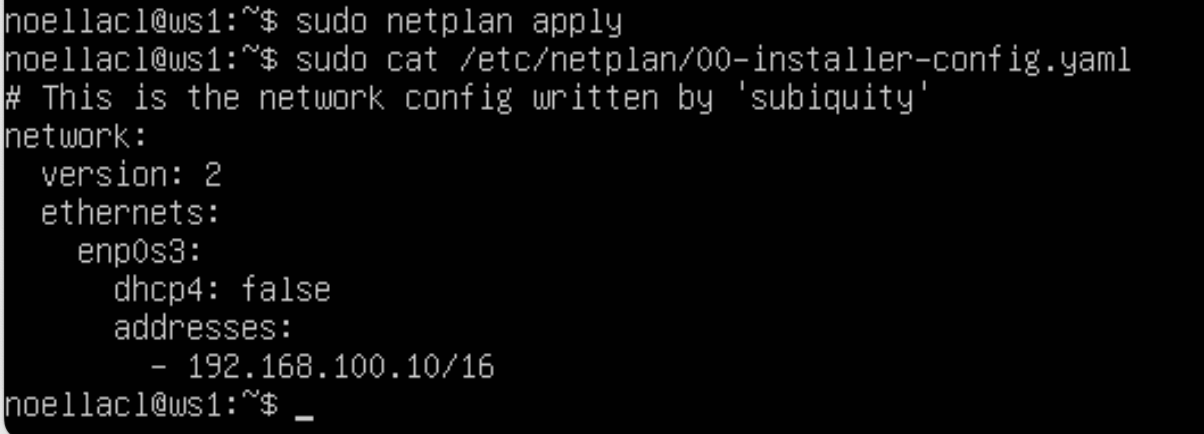 noellacl@ws1:~$ sudo netplan apply
noellacl@ws1:~$ sudo cat /etc/netplan/00-installer-config.yaml
# This is the network config written by 'subiquity'
network:
  version: 2
  ethernets:
    enp0s3:
      dhcp4: false
      addresses:
        - 192.168.100.10/16
noellacl@ws1:~$ _